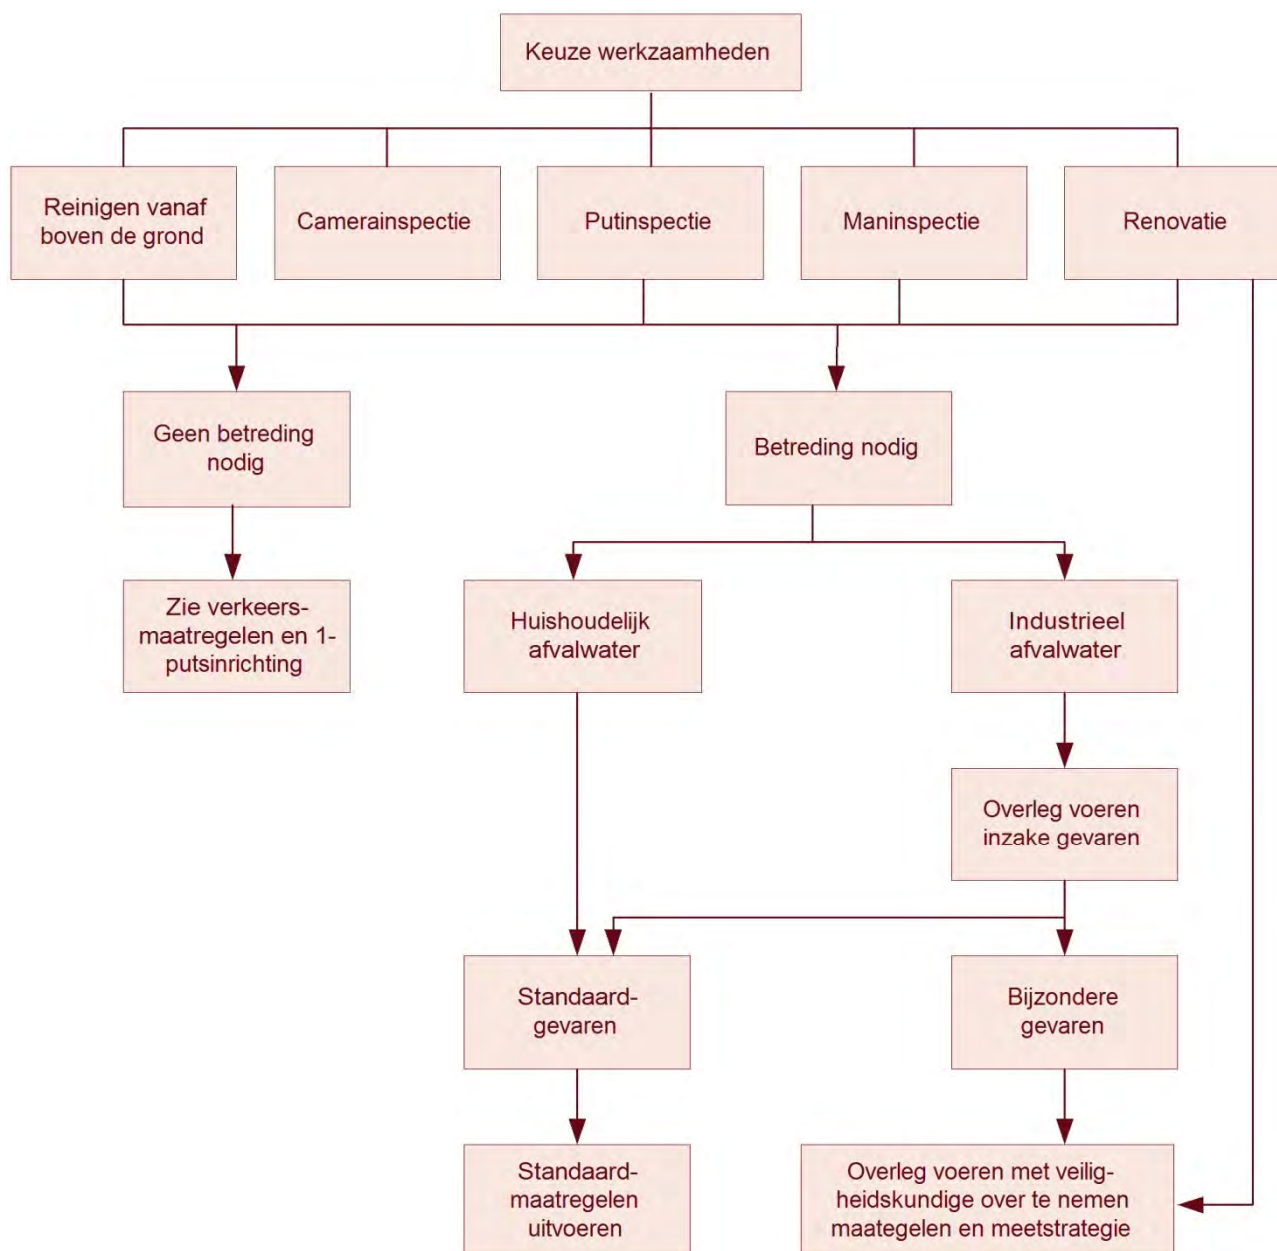 Keuze werkzaamheden
Reinigen vanaf
boven de grond
Camerainspectie
Putinspectie
Maninspectie
Renovatie
Geen betreding
nodig
Betreding nodig
Zie verkeers-
maatregelen en 1-
putsinrichting
Huishoudelijk
afvalwater
Industrieel
afvalwater
Overleg voeren
inzake gevaren
Standaard-
gevaren
Bijzondere
gevaren
Standaard-
maatregelen
uitvoeren
Overleg voeren met veilig-
heidskundige over te nemen
maategelen en meetstrategie